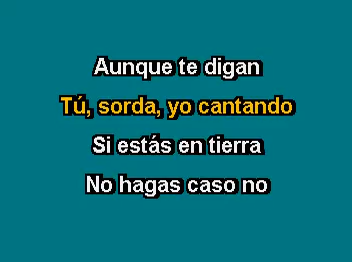 Aunque te digan
Tú, sorda, yo cantando
Si estás en tierra
No hagas caso no